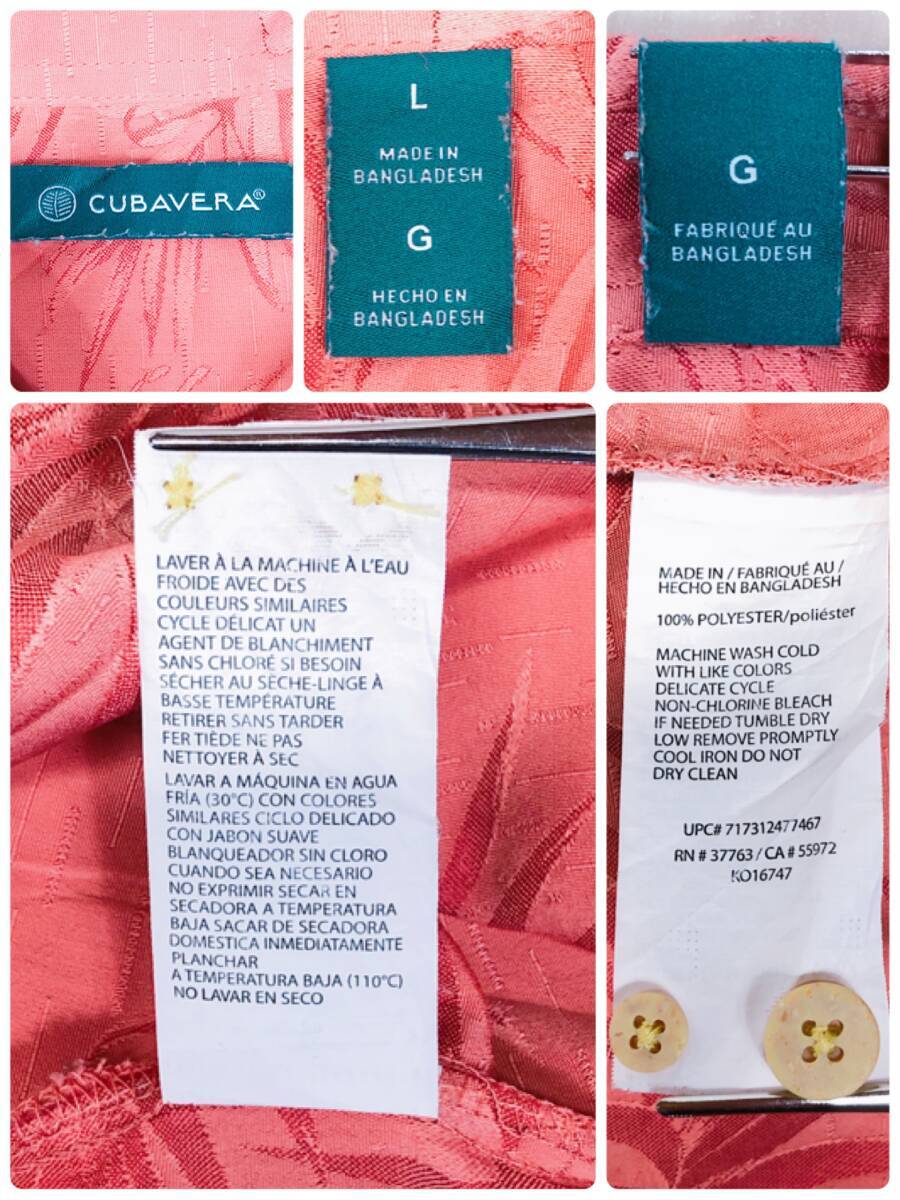 CUBAVERA®
L
MADE IN
BANGLADESH
G
HECHO EN
BANGLADESH
G
FABRIQUÉ AU
BANGLADESH
LAVER À LA MACHINE À L'EAU
FROIDE AVEC DES
COULEURS SIMILAIRES
CYCLE DÉLICAT UN
AGENT DE BLANCHIMENT
SANS CHLORÉ SI BESOIN
SÉCHER AU SÈCHE-LINGE À
BASSE TEMPÉRATURE
RETIRER SANS TARDER
FER TIÈDE NE PAS
NETTOYER À SEC
LAVAR A MÁQUINA EN AGUA
FRÍA (30°C) CON COLORES
SIMILARES CICLO DELICADO
CON JABON SUAVE
BLANQUEADOR SIN CLORO
CUANDO SEA NECESARIO
NO EXPRIMIR SECAR EN
SECADORA A TEMPERATURA
BAJA SACAR DE SECADORA
DOMESTICA INMEDIATAMENTE
PLANCHAR
A TEMPERATURA BAJA (110°C)
NO LAVAR EN SECO
MADE IN / FABRIQUÉ AU /
HECHO EN BANGLADESH
100% POLYESTER/poliéster
MACHINE WASH COLD
WITH LIKE COLORS
DELICATE CYCLE
NON-CHLORINE BLEACH
IF NEEDED TUMBLE DRY
LOW REMOVE PROMPTLY
COOL IRON DO NOT
DRY CLEAN
UPC# 717312477467
RN # 37763 / CA # 55972
KO16747